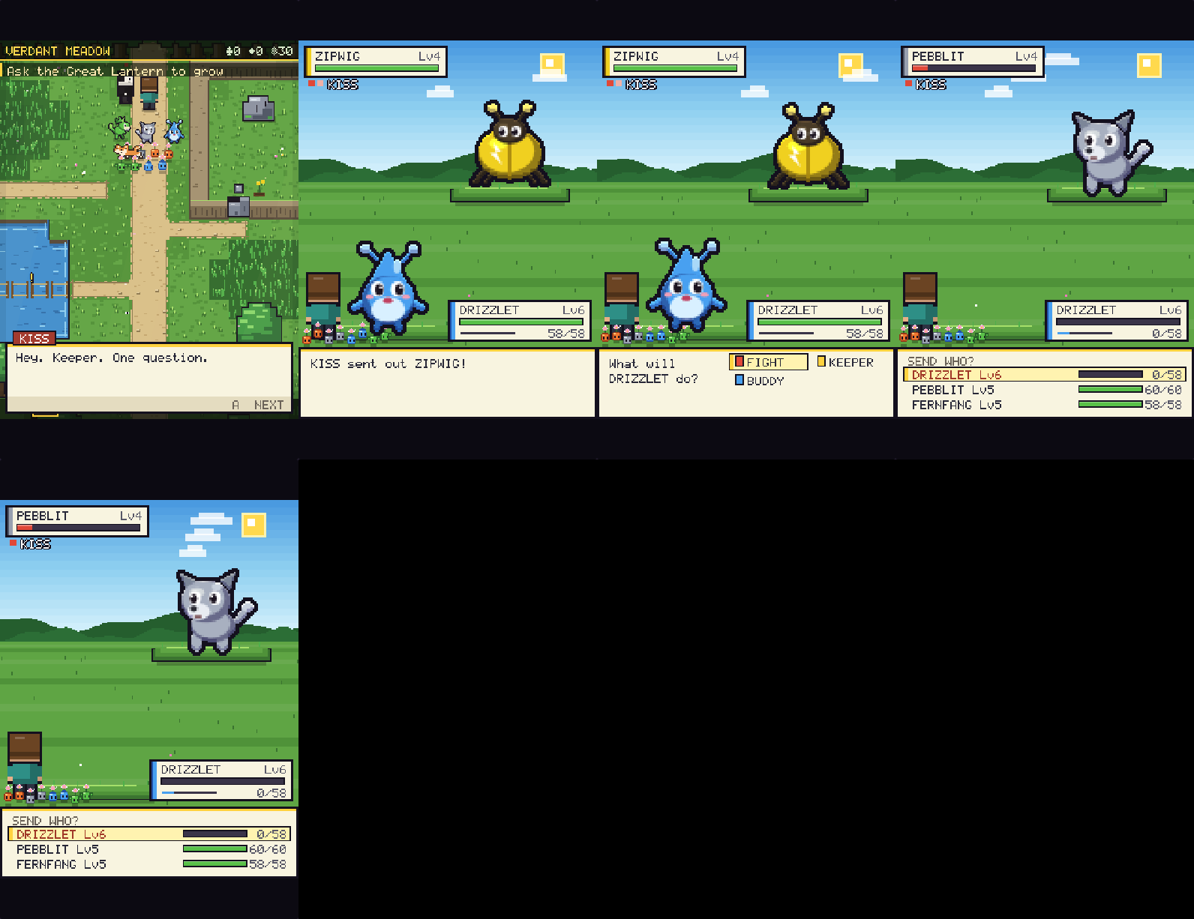 VERDANT MEADOW
0 0 30
Ask the Great Lantern to grow
KISS
Hey. Keeper. One question.
A NEXT
ZIPWIG Lv4
KISS
DRIZZLET Lv6
58/58
KISS sent out ZIPWIG!
ZIPWIG Lv4
KISS
DRIZZLET Lv6
58/58
What will
DRIZZLET do?
FIGHT
KEEPER
BUDDY
PEBBLIT Lv4
KISS
DRIZZLET Lv6
0/58
SEND WHO?
DRIZZLET Lv6 0/58
PEBBLIT Lv5 60/60
FERNFANG Lv5 58/58
PEBBLIT Lv4
KISS
DRIZZLET Lv6
0/58
SEND WHO?
DRIZZLET Lv6 0/58
PEBBLIT Lv5 60/60
FERNFANG Lv5 58/58